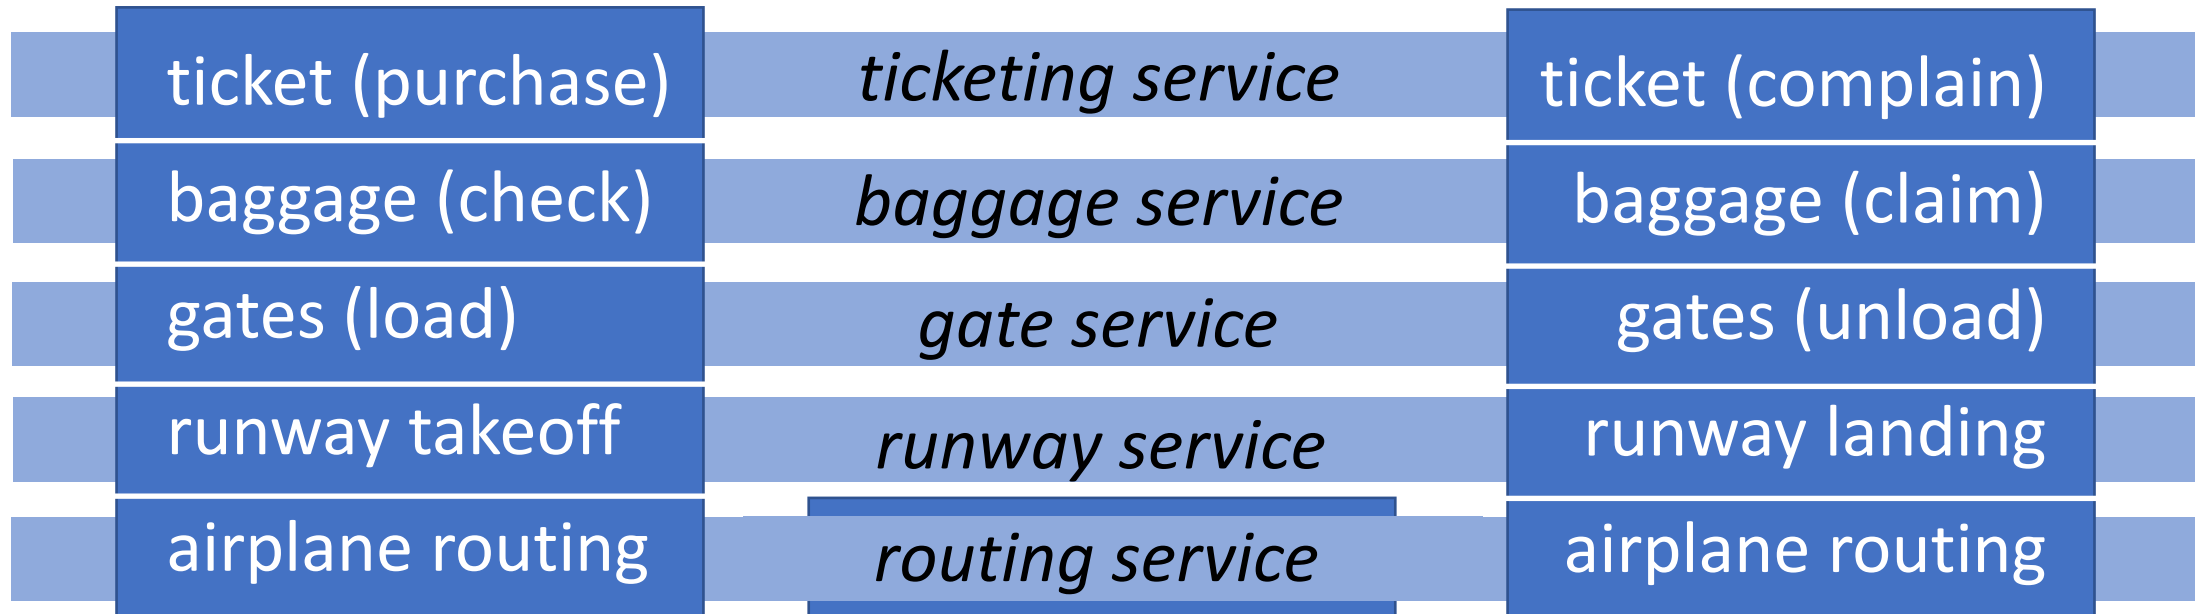 ticket (purchase)
ticketing service
ticket (complain)
baggage (check)
baggage service
baggage (claim)
gates (load)
gate service
gates (unload)
runway takeoff
runway service
runway landing
airplane routing
routing service
airplane routing